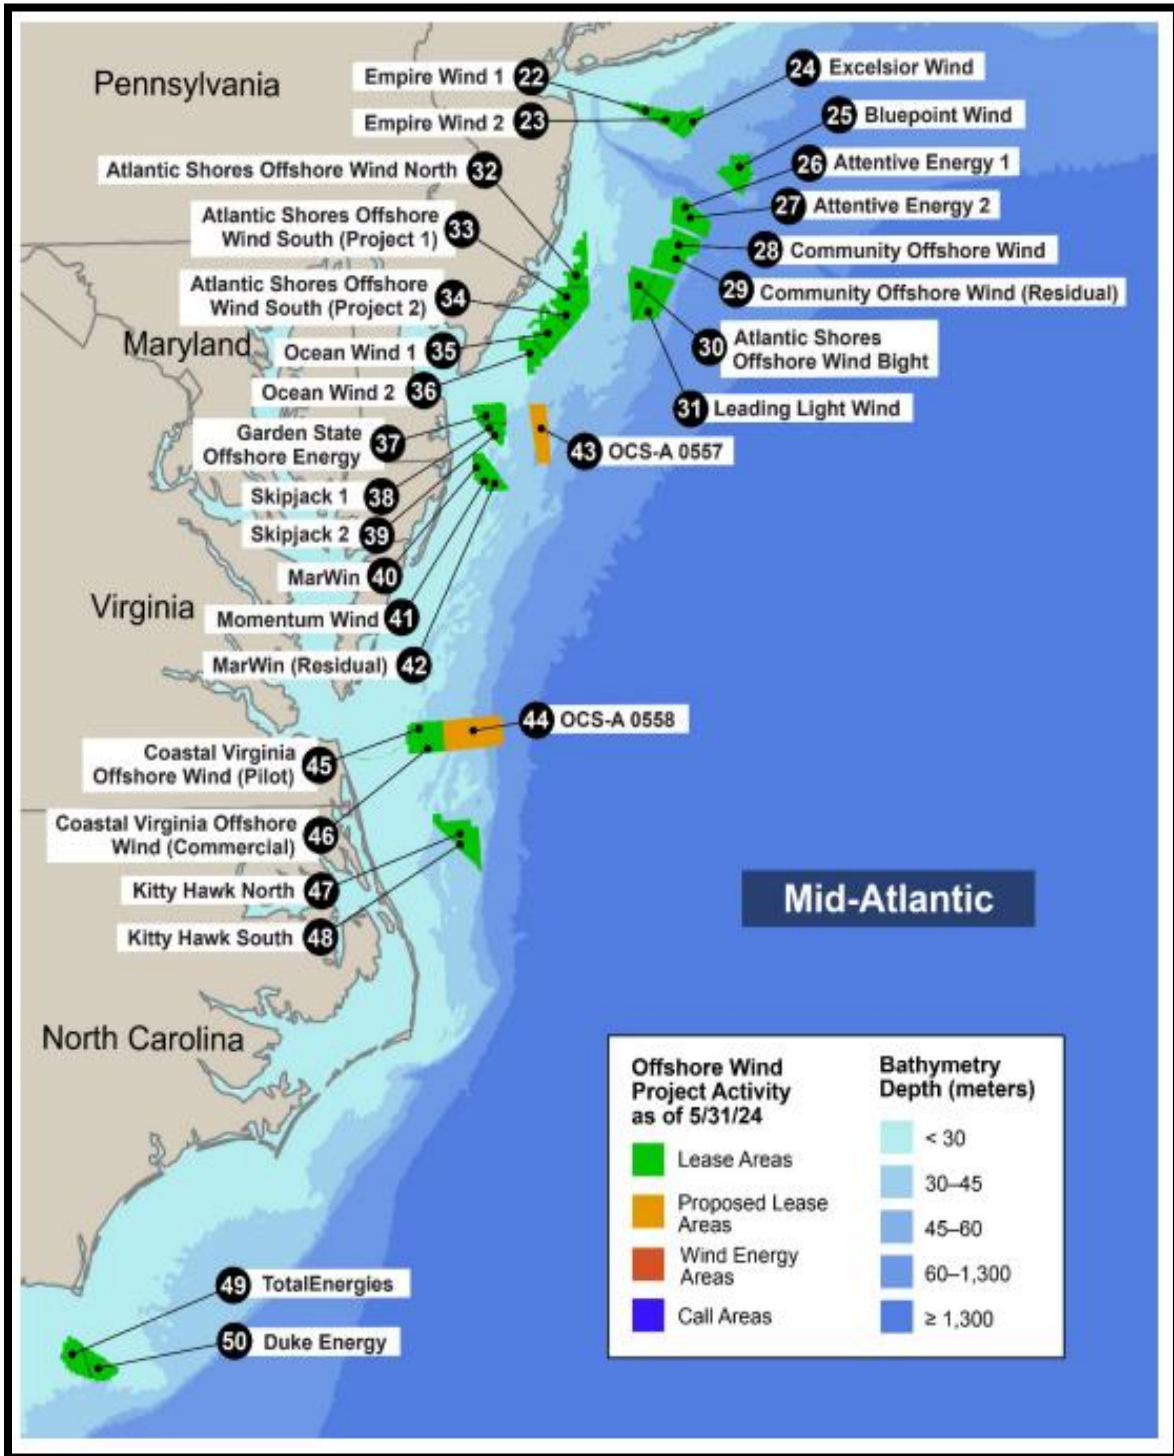 Pennsylvania
Maryland
Virginia
North Carolina
Empire Wind 1 22
Empire Wind 2 23
24 Excelsior Wind
25 Bluepoint Wind
26 Attentive Energy 1
27 Attentive Energy 2
28 Community Offshore Wind
29 Community Offshore Wind (Residual)
30 Atlantic Shores
Offshore Wind Bight
31 Leading Light Wind
Atlantic Shores Offshore Wind North 32
Atlantic Shores Offshore
Wind South (Project 1) 33
Atlantic Shores Offshore
Wind South (Project 2) 34
Ocean Wind 1 35
Ocean Wind 2 36
Garden State
Offshore Energy 37
Skipjack 1 38
Skipjack 2 39
MarWin 40
Momentum Wind 41
MarWin (Residual) 42
43 OCS-A 0557
44 OCS-A 0558
Coastal Virginia
Offshore Wind (Pilot) 45
Coastal Virginia Offshore
Wind (Commercial) 46
Kitty Hawk North 47
Kitty Hawk South 48
49 TotalEnergies
50 Duke Energy
Mid-Atlantic
Offshore Wind
Project Activity
as of 5/31/24
Lease Areas
Proposed Lease
Areas
Wind Energy
Areas
Call Areas
Bathymetry
Depth (meters)
< 30
30–45
45–60
60–1,300
≥ 1,300